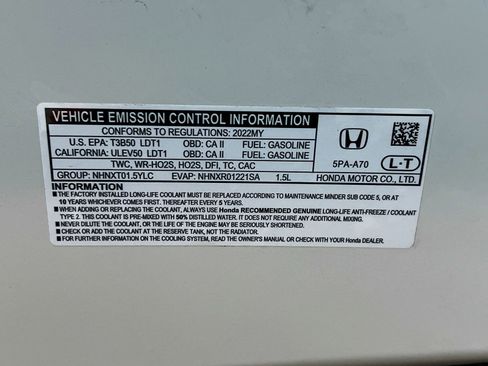 VEHICLE EMISSION CONTROL INFORMATION
CONFORMS TO REGULATIONS: 2022MY
U.S. EPA: T3B50 LDT1 OBD: CA II FUEL: GASOLINE
CALIFORNIA: ULEV50 LDT1 OBD: CA II FUEL: GASOLINE
TWC, WR-HO2S, HO2S, DFI, TC, CAC
GROUP: NHNXT01.5YLC EVAP: NHNXR01221SA 1.5L
5PA-A70
L·T
HONDA MOTOR CO., LTD.
INFORMATION
■ THE FACTORY INSTALLED LONG-LIFE COOLANT MUST BE REPLACED ACCORDING TO MAINTENANCE MINDER SUB CODE 5, OR AT
10 YEARS WHICHEVER COMES FIRST. THEREAFTER EVERY 5 YEARS.
■ WHEN ADDING OR REPLACING THE COOLANT, ALWAYS USE Honda RECOMMENDED GENUINE LONG-LIFE ANTI-FREEZE / COOLANT
TYPE 2. THIS COOLANT IS PRE-MIXED WITH 50% DISTILLED WATER. IT DOES NOT REQUIRE ANY ADDITIONAL MIXING.
■ NEVER DILUTE THE COOLANT, OR THE LIFE OF THE ENGINE MAY BE SERIOUSLY SHORTENED.
■ CHECK AND ADD THE COOLANT AT THE RESERVE TANK, NOT THE RADIATOR.
■ FOR INFORMATION ON THE COOLING SYSTEM, READ THE OWNER'S MANUAL OR CHECK WITH YOUR Honda DEALER.